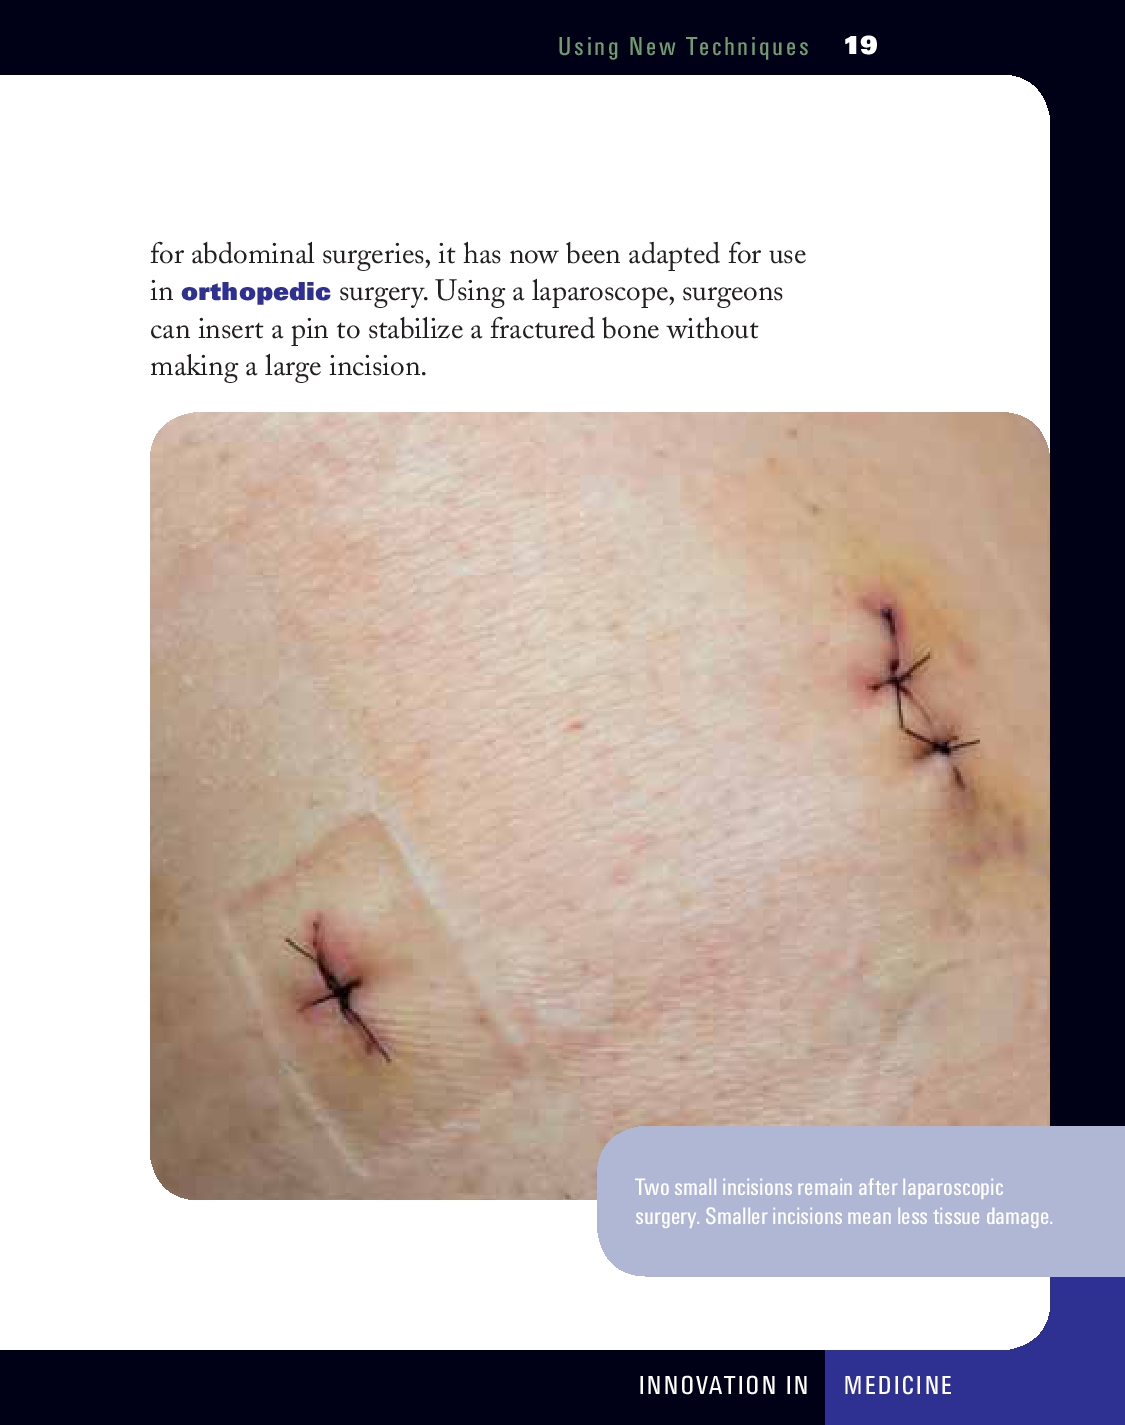 Using New Techniques 19
for abdominal surgeries, it has now been adapted for use
in orthopedic surgery. Using a laparoscope, surgeons
can insert a pin to stabilize a fractured bone without
making a large incision.
Two small incisions remain after laparoscopic
surgery. Smaller incisions mean less tissue damage.
INNOVATION IN MEDICINE